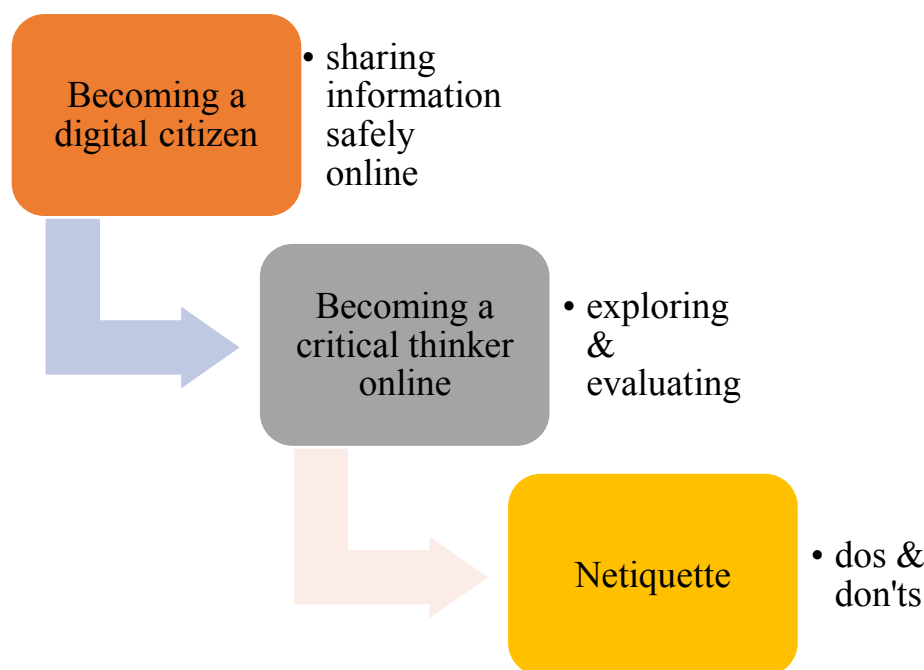 Becoming a
digital citizen
• sharing
information
safely
online
Becoming a
critical thinker
online
• exploring
&
evaluating
Netiquette
• dos &
don'ts